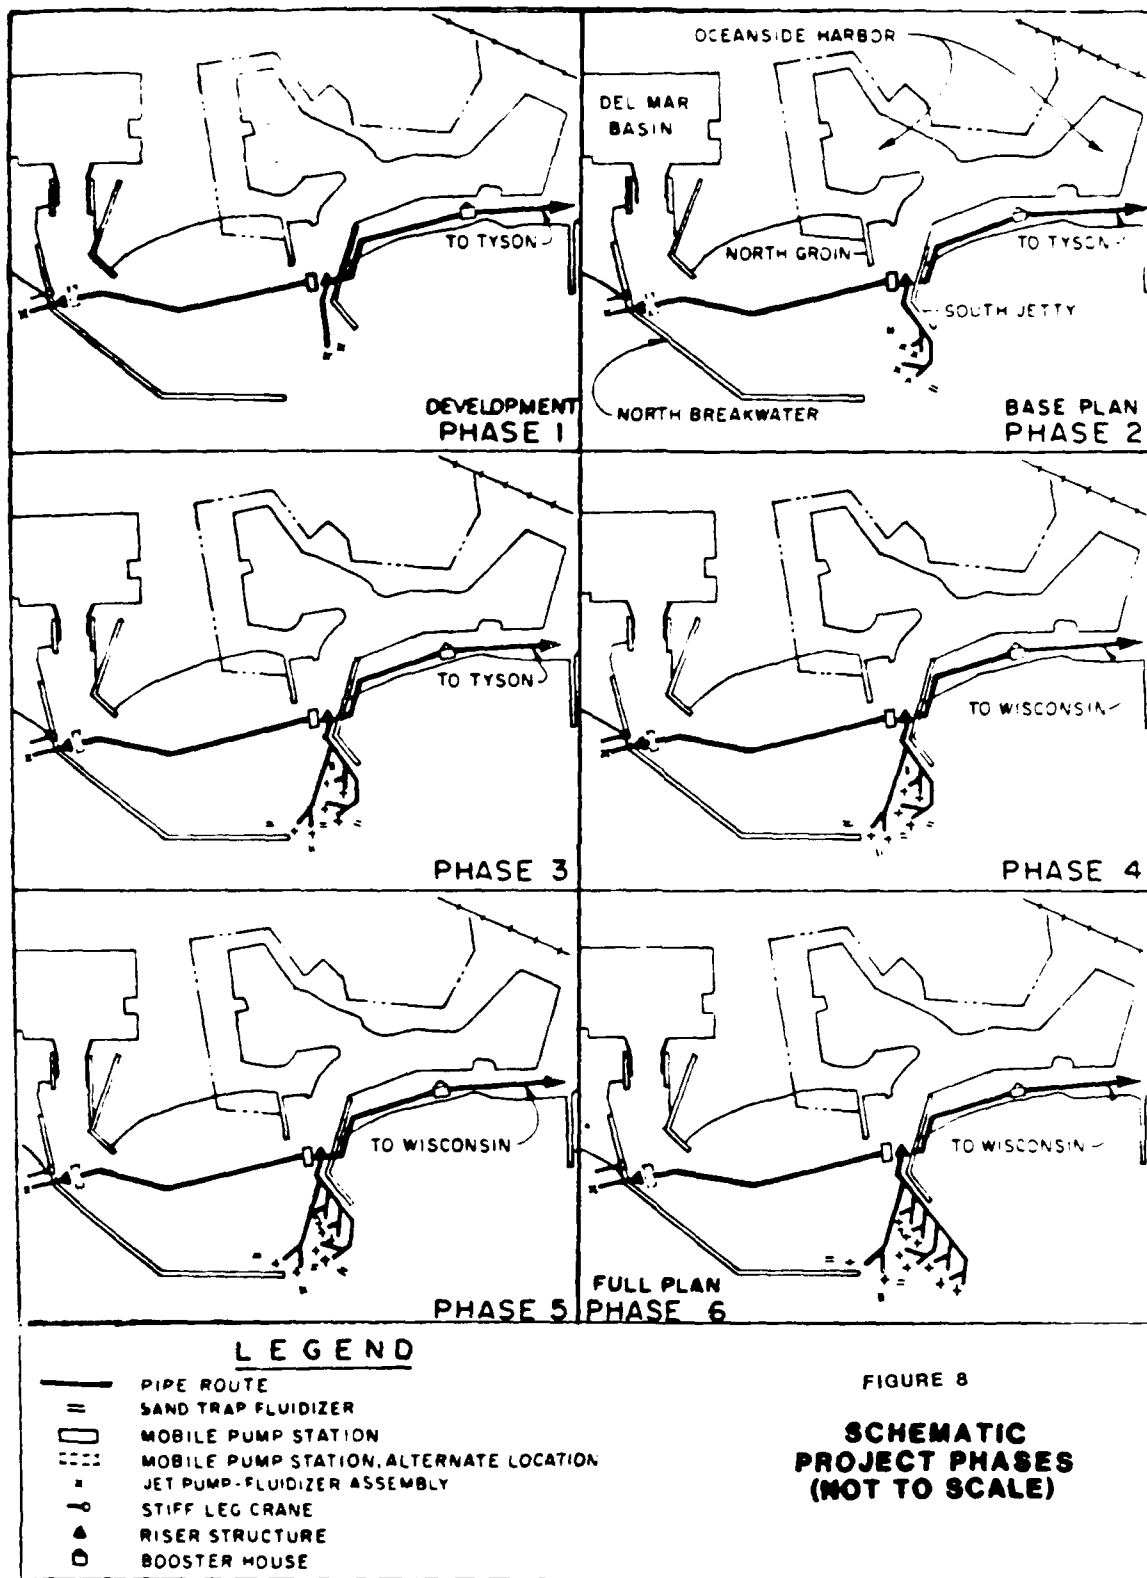 TO TYSON
DEVELOPMENT
PHASE 1
OCEANSIDE HARBOR
DEL MAR
BASIN
NORTH GROIN
TO TYSON
SOUTH JETTY
NORTH BREAKWATER
BASE PLAN
PHASE 2
TO TYSON
PHASE 3
TO WISCONSIN
PHASE 4
TO WISCONSIN
PHASE 5
TO WISCONSIN
FULL PLAN
PHASE 6
LEGEND
PIPE ROUTE
SAND TRAP FLUIDIZER
MOBILE PUMP STATION
MOBILE PUMP STATION, ALTERNATE LOCATION
JET PUMP-FLUIDIZER ASSEMBLY
STIFF LEG CRANE
RISER STRUCTURE
BOOSTER HOUSE
FIGURE 8
SCHEMATIC
PROJECT PHASES
(NOT TO SCALE)